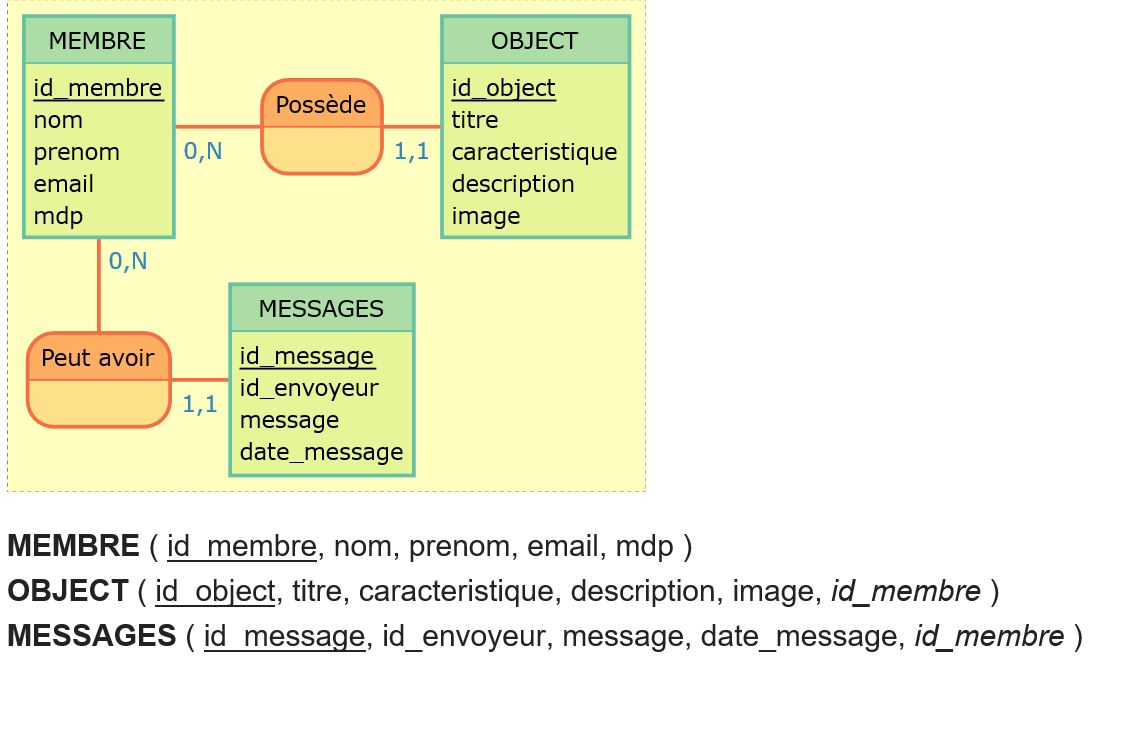 MEMBRE
id_membre
nom
prenom
email
mdp
0,N
Possède
1,1
OBJECT
id_object
titre
caracteristique
description
image
0,N
Peut avoir
1,1
MESSAGES
id_message
id_envoyeur
message
date_message
MEMBRE ( id_membre, nom, prenom, email, mdp )
OBJECT ( id_object, titre, caracteristique, description, image, id_membre )
MESSAGES ( id_message, id_envoyeur, message, date_message, id_membre )